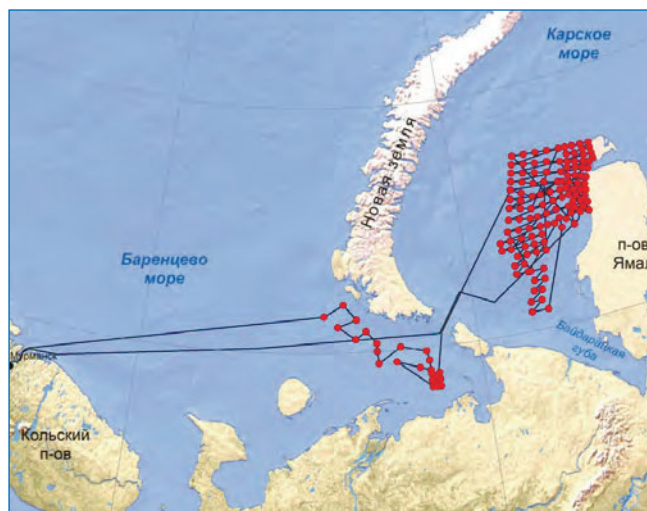 Карское
море
Новая земля
п-ов
Ямал
Баренцево
море
Байдарацкая
губа
Мурманск
Кольский
п-ов